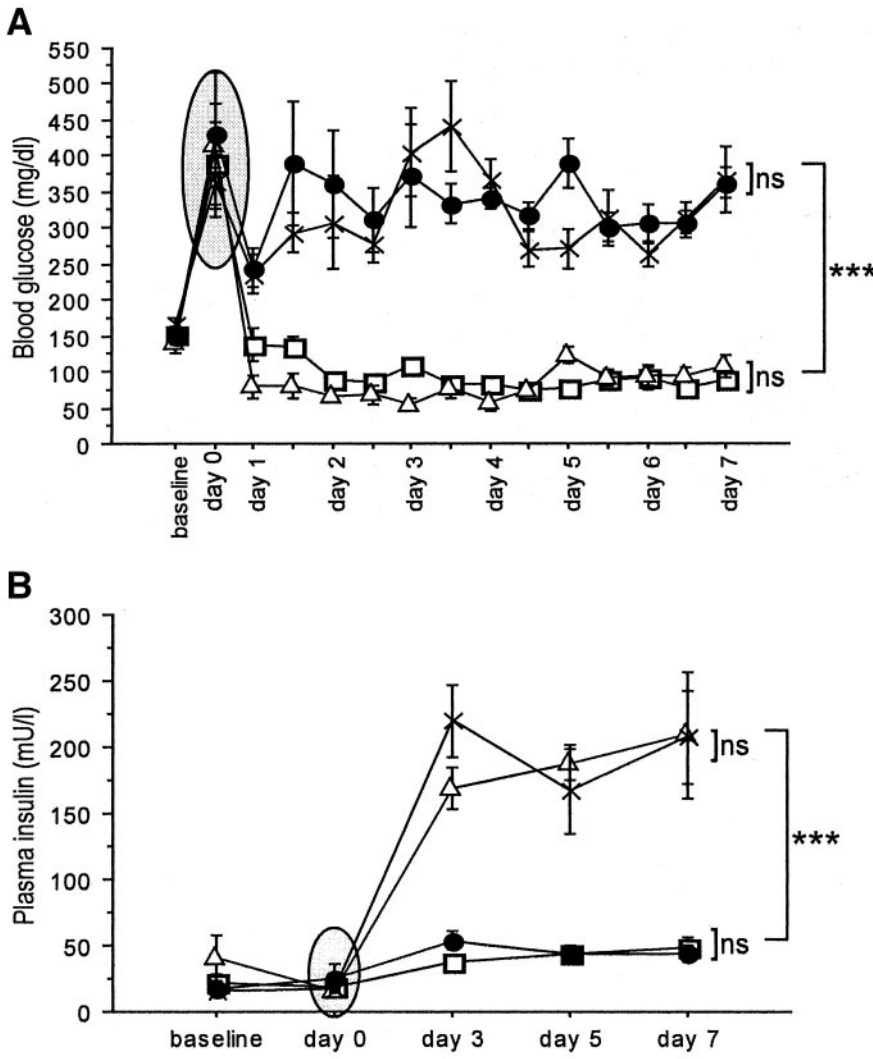 A
Blood glucose (mg/dl)
550
500
450
400
350
300
250
200
150
100
50
0
baseline
day 0
day 1
day 2
day 3
day 4
day 5
day 6
day 7
]ns
]ns
***
B
Plasma insulin (mU/l)
300
250
200
150
100
50
0
baseline day 0 day 3 day 5 day 7
]ns
]ns
***